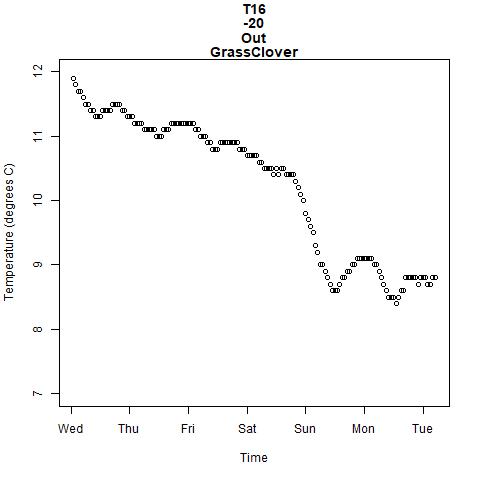 T16
-20
Out
GrassClover
Temperature (degrees C)
12
11
10
9
8
7
Wed Thu Fri Sat Sun Mon Tue
Time